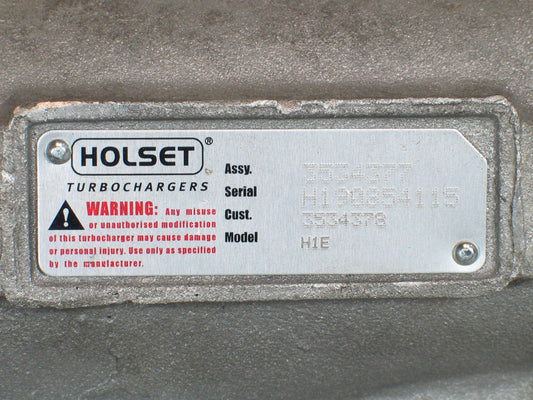 HOLSET®
TURBOCHARGERS
WARNING: Any misuse
or unauthorised modification
of this turbocharger may cause damage
or personal injury. Use only as specified
by the manufacturer.
Assy. 3534377
Serial H190254115
Cust. 3534378
Model H1E